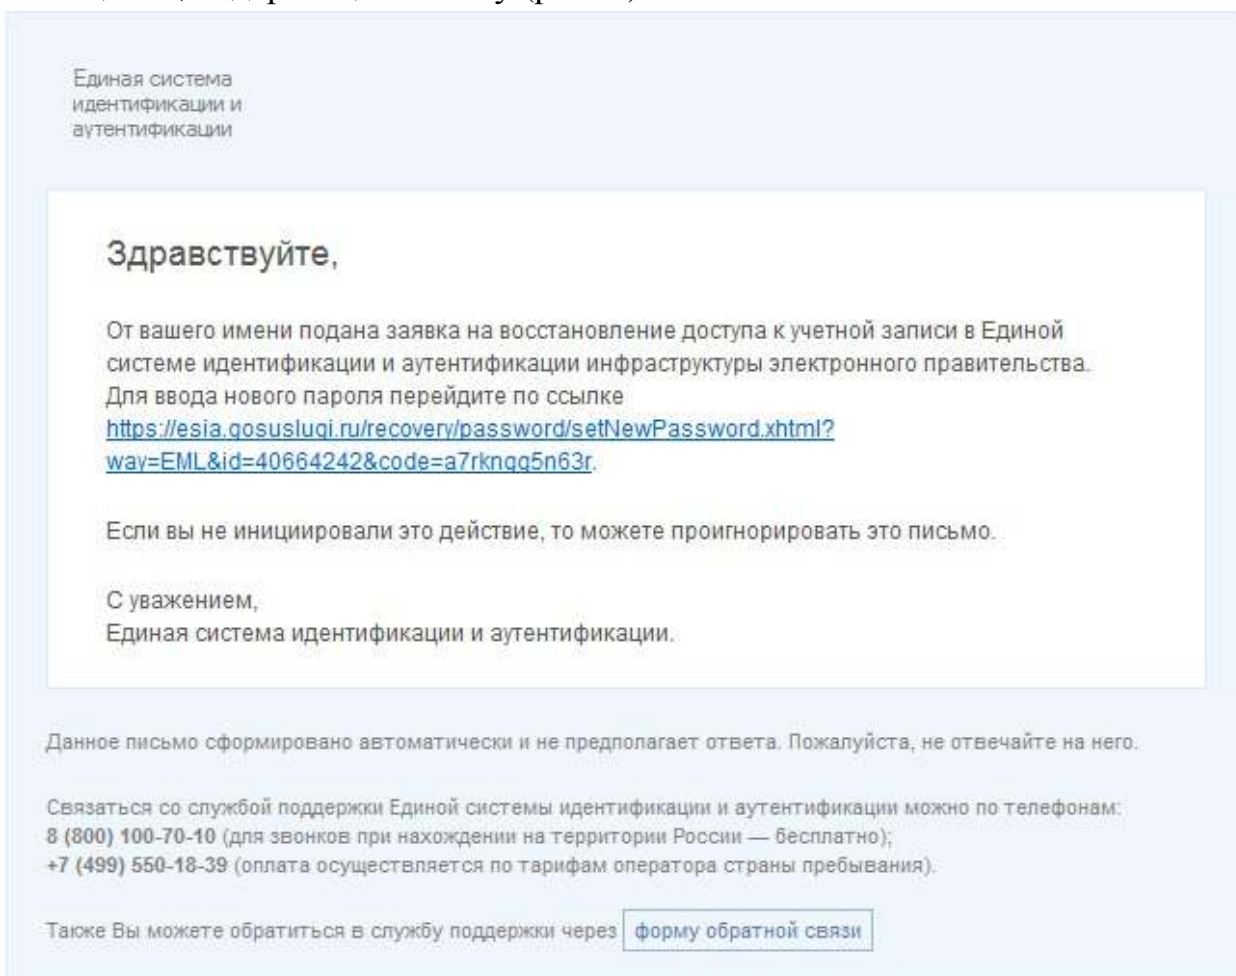 Единая система
идентификации и
аутентификации
Здравствуйте,
От вашего имени подана заявка на восстановление доступа к учетной записи в Единой
системе идентификации и аутентификации инфраструктуры электронного правительства.
Для ввода нового пароля перейдите по ссылке
https://esia.gosuslugi.ru/recovery/password/setNewPassword.xhtml?
way=EML&id=40664242&code=a7rknqg5n63r.
Если вы не инициировали это действие, то можете проигнорировать это письмо.
С уважением,
Единая система идентификации и аутентификации.
Данное письмо сформировано автоматически и не предполагает ответа. Пожалуйста, не отвечайте на него.
Связаться со службой поддержки Единой системы идентификации и аутентификации можно по телефонам:
8 (800) 100-70-10 (для звонков при нахождении на территории России — бесплатно);
+7 (499) 550-18-39 (оплата осуществляется по тарифам оператора страны пребывания).
Также Вы можете обратиться в службу поддержки через форму обратной связи